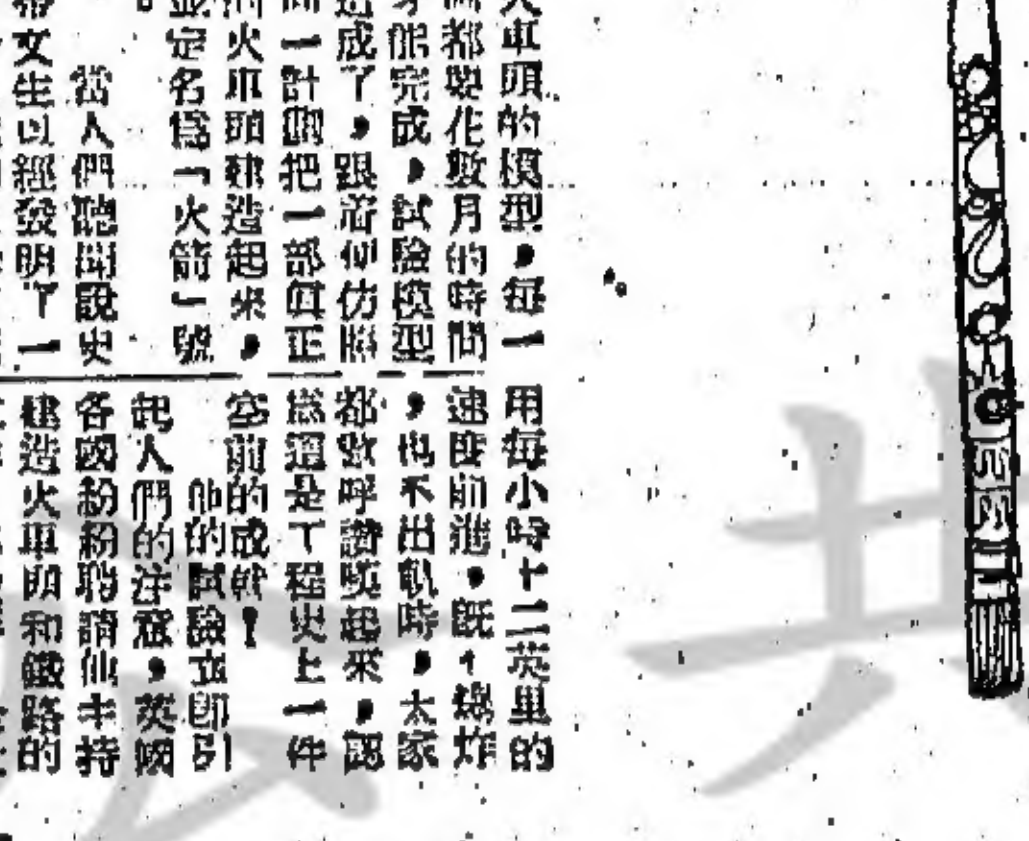 火車頭的模型，每一
都要花數月的時間
才能完成，試驗模型
造成了，跟着他仿照
一計劃把一部真正
的火車頭建造起來，
並定名為「火箭」號
。
當人們聽聞說史
帝文生以經發明了一
用每小時十二英里的
速度前進，既不爆炸
，也不出軌時，大家
都歡呼讚嘆起來，認
為這是工程史上一件
空前的成績！
他的試驗立即引
起人們的注意，英國
各國紛紛聘請他主持
建造火車頭和鐵路的